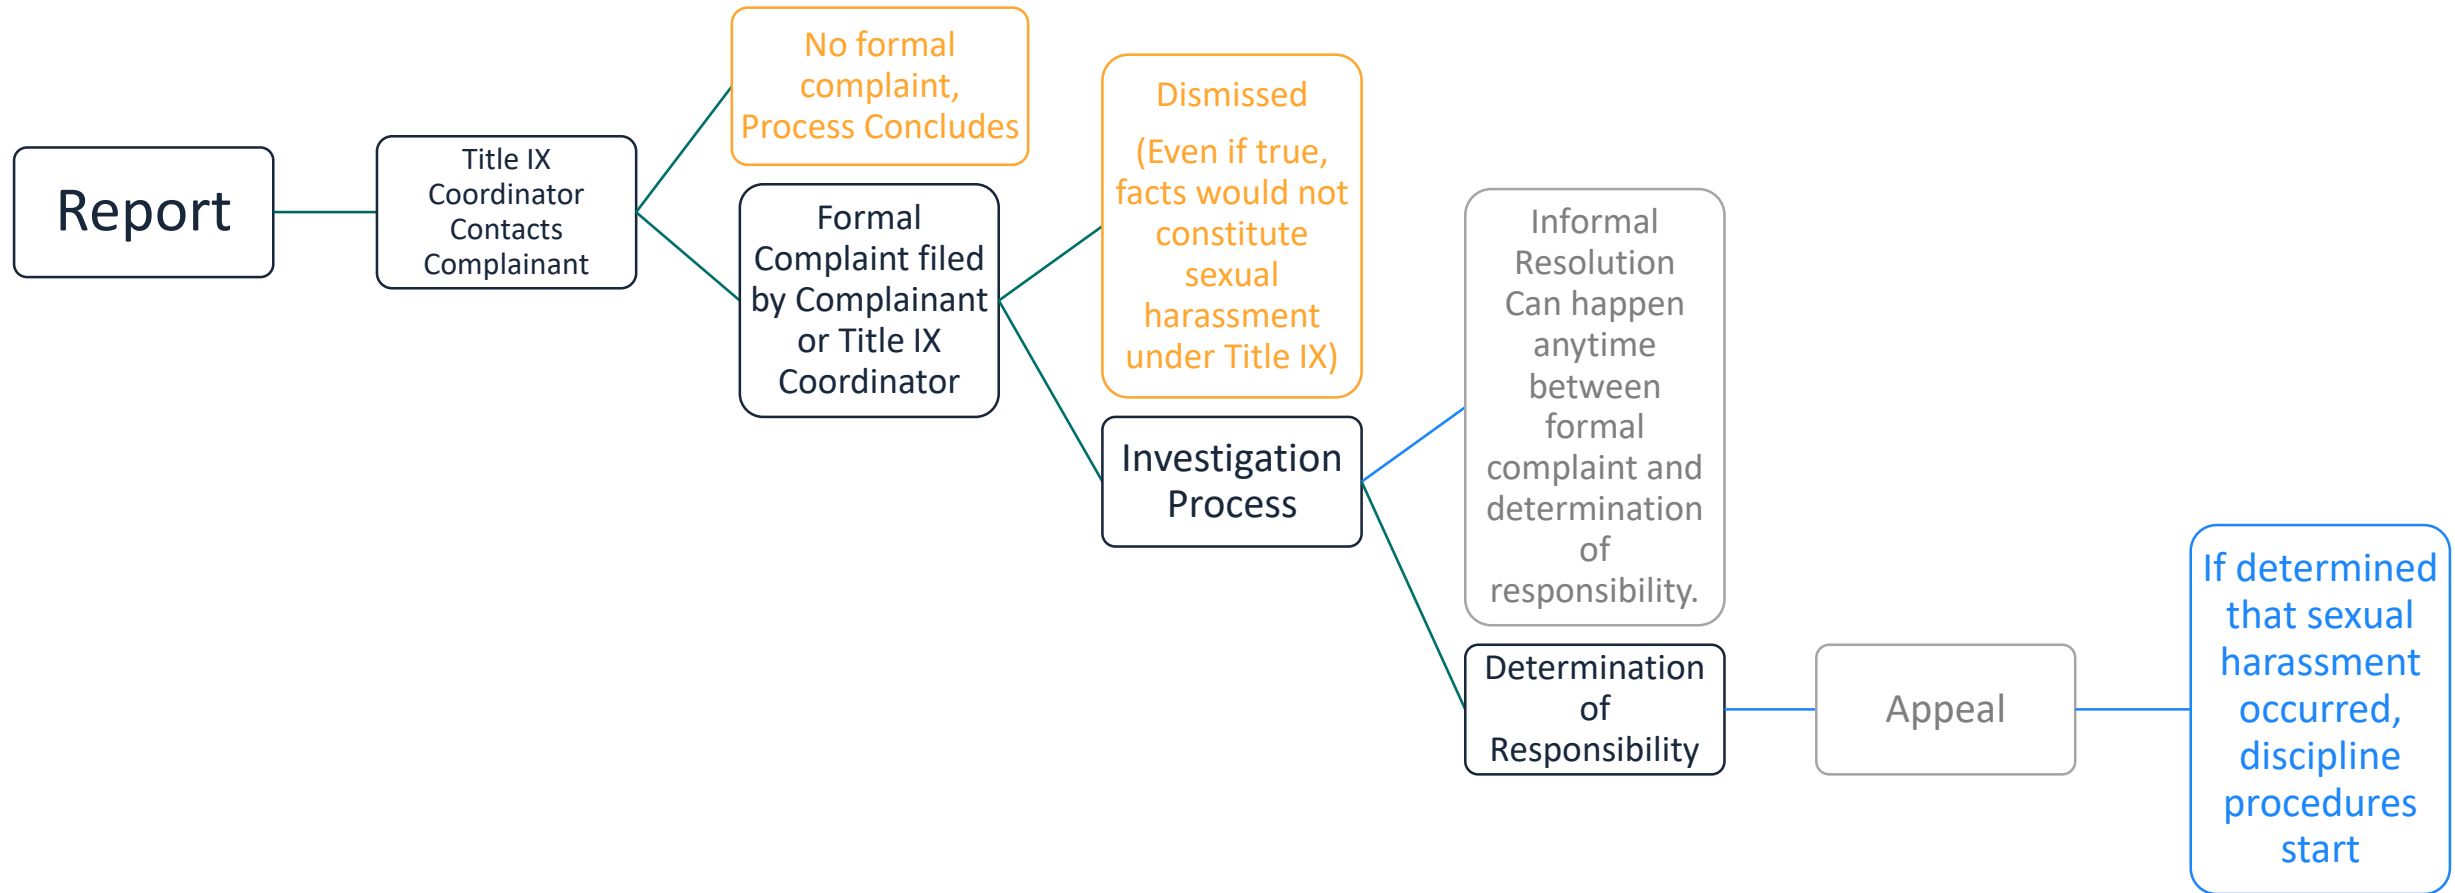 Report
Title IX
Coordinator
Contacts
Complainant
No formal
complaint,
Process Concludes
Formal
Complaint filed
by Complainant
or Title IX
Coordinator
Dismissed
(Even if true,
facts would not
constitute
sexual
harassment
under Title IX)
Investigation
Process
Informal
Resolution
Can happen
anytime
between
formal
complaint and
determination
of
responsibility.
Determination
of
Responsibility
Appeal
If determined
that sexual
harassment
occurred,
discipline
procedures
start